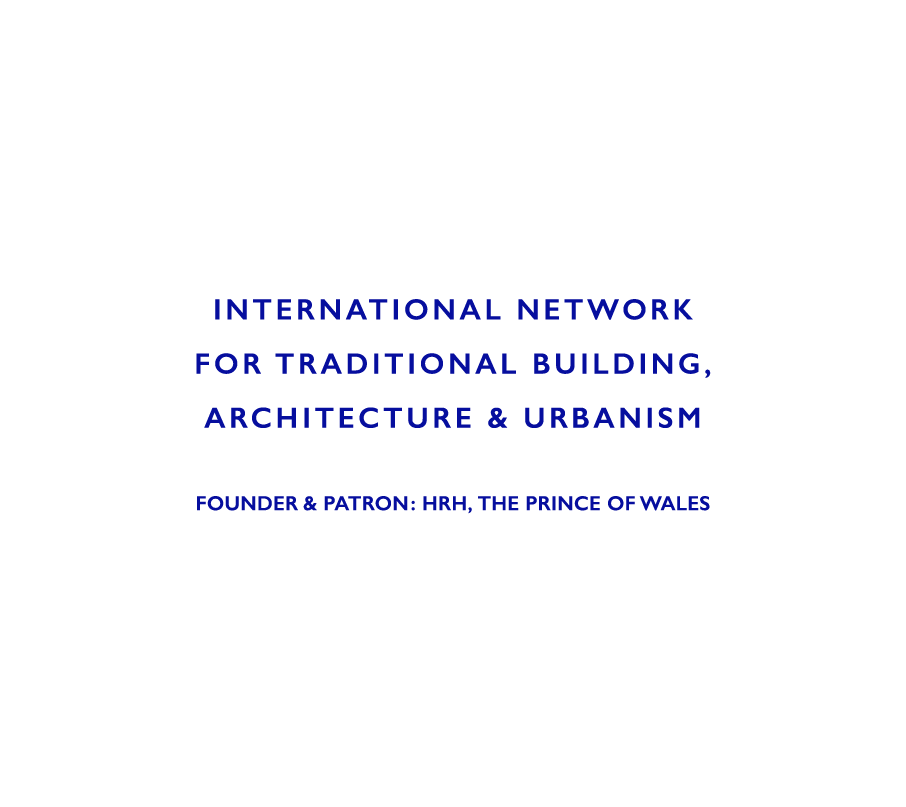 INTERNATIONAL NETWORK
FOR TRADITIONAL BUILDING,
ARCHITECTURE & URBANISM
FOUNDER & PATRON: HRH, THE PRINCE OF WALES